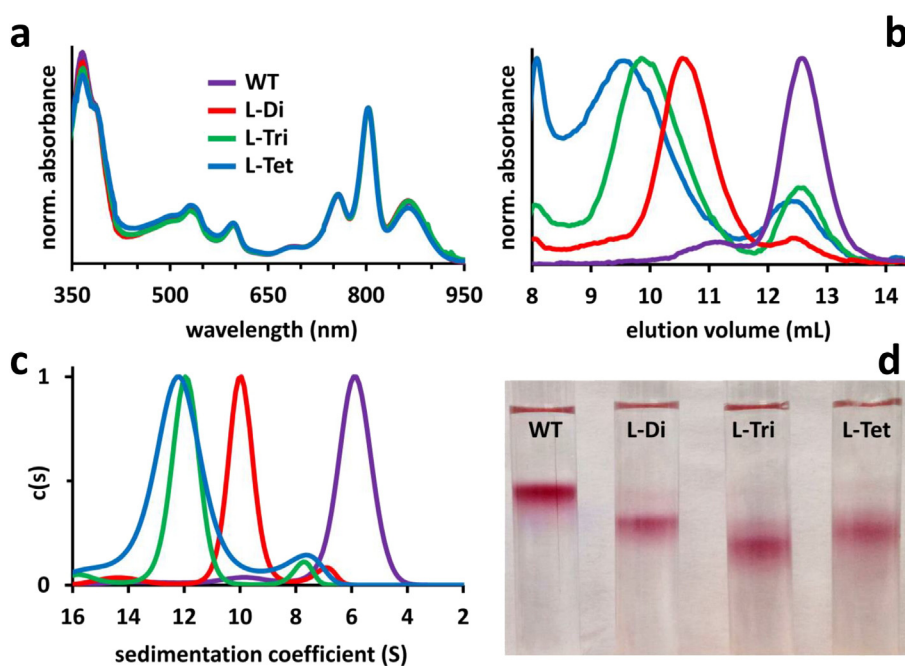 a
norm. absorbance
WT
L-Di
L-Tri
L-Tet
350 500 650 800 950
wavelength (nm)
b
norm. absorbance
8 9 10 11 12 13 14
elution volume (mL)
c
c(s)
1
0
16 14 12 10 8 6 4 2
sedimentation coefficient (S)
d
WT L-Di L-Tri L-Tet